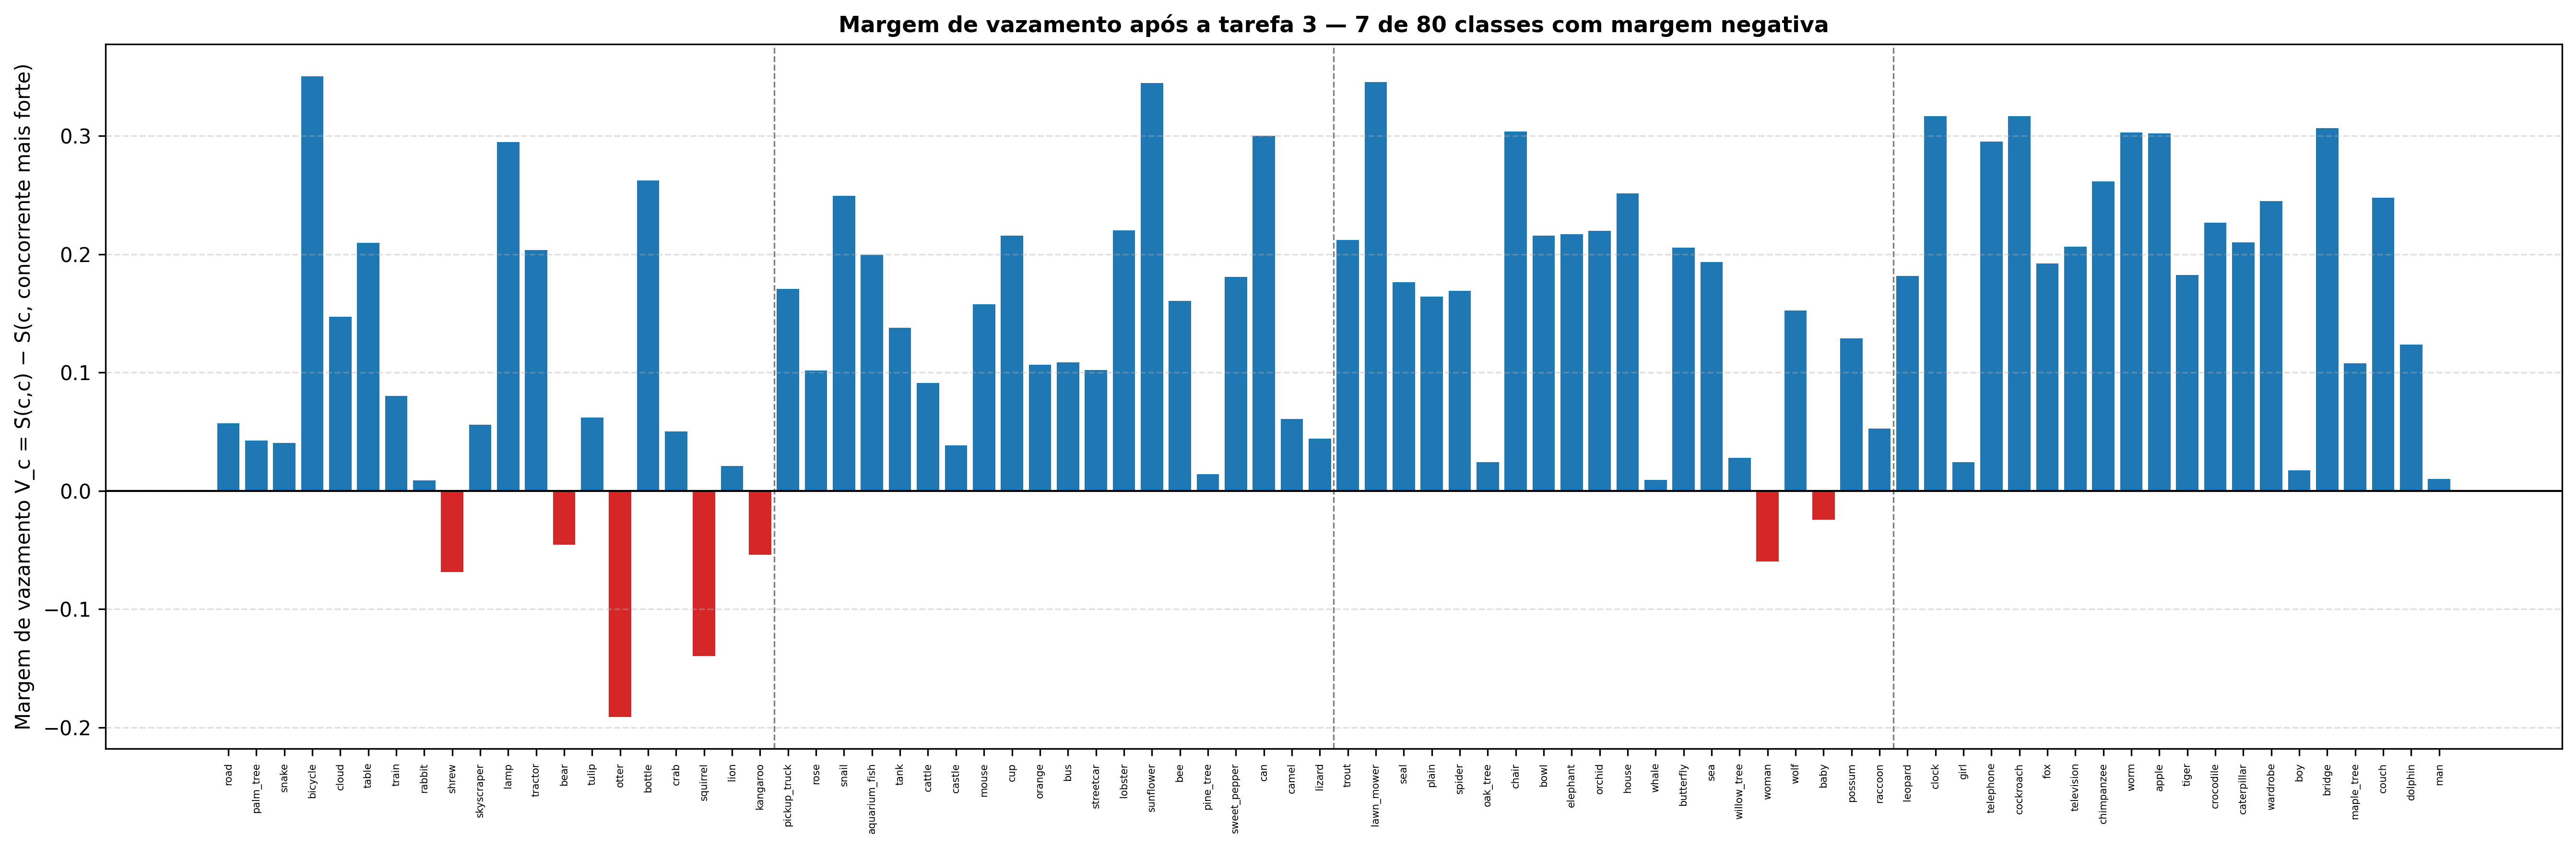 Margem de vazamento após a tarefa 3 — 7 de 80 classes com margem negativa
Margem de vazamento V_c = S(c,c) − S(c, concorrente mais forte)
0.3
0.2
0.1
0.0
−0.1
−0.2
road
palm_tree
snake
bicycle
cloud
table
train
rabbit
shrew
skyscraper
lamp
tractor
bear
tulip
otter
bottle
crab
squirrel
lion
kangaroo
pickup_truck
rose
snail
aquarium_fish
tank
cattle
castle
mouse
cup
orange
bus
streetcar
lobster
sunflower
bee
pine_tree
sweet_pepper
can
camel
lizard
trout
lawn_mower
seal
plain
spider
oak_tree
chair
bowl
elephant
orchid
house
whale
butterfly
sea
willow_tree
woman
wolf
baby
possum
raccoon
leopard
clock
girl
telephone
cockroach
fox
television
chimpanzee
worm
apple
tiger
crocodile
caterpillar
wardrobe
boy
bridge
maple_tree
couch
dolphin
man